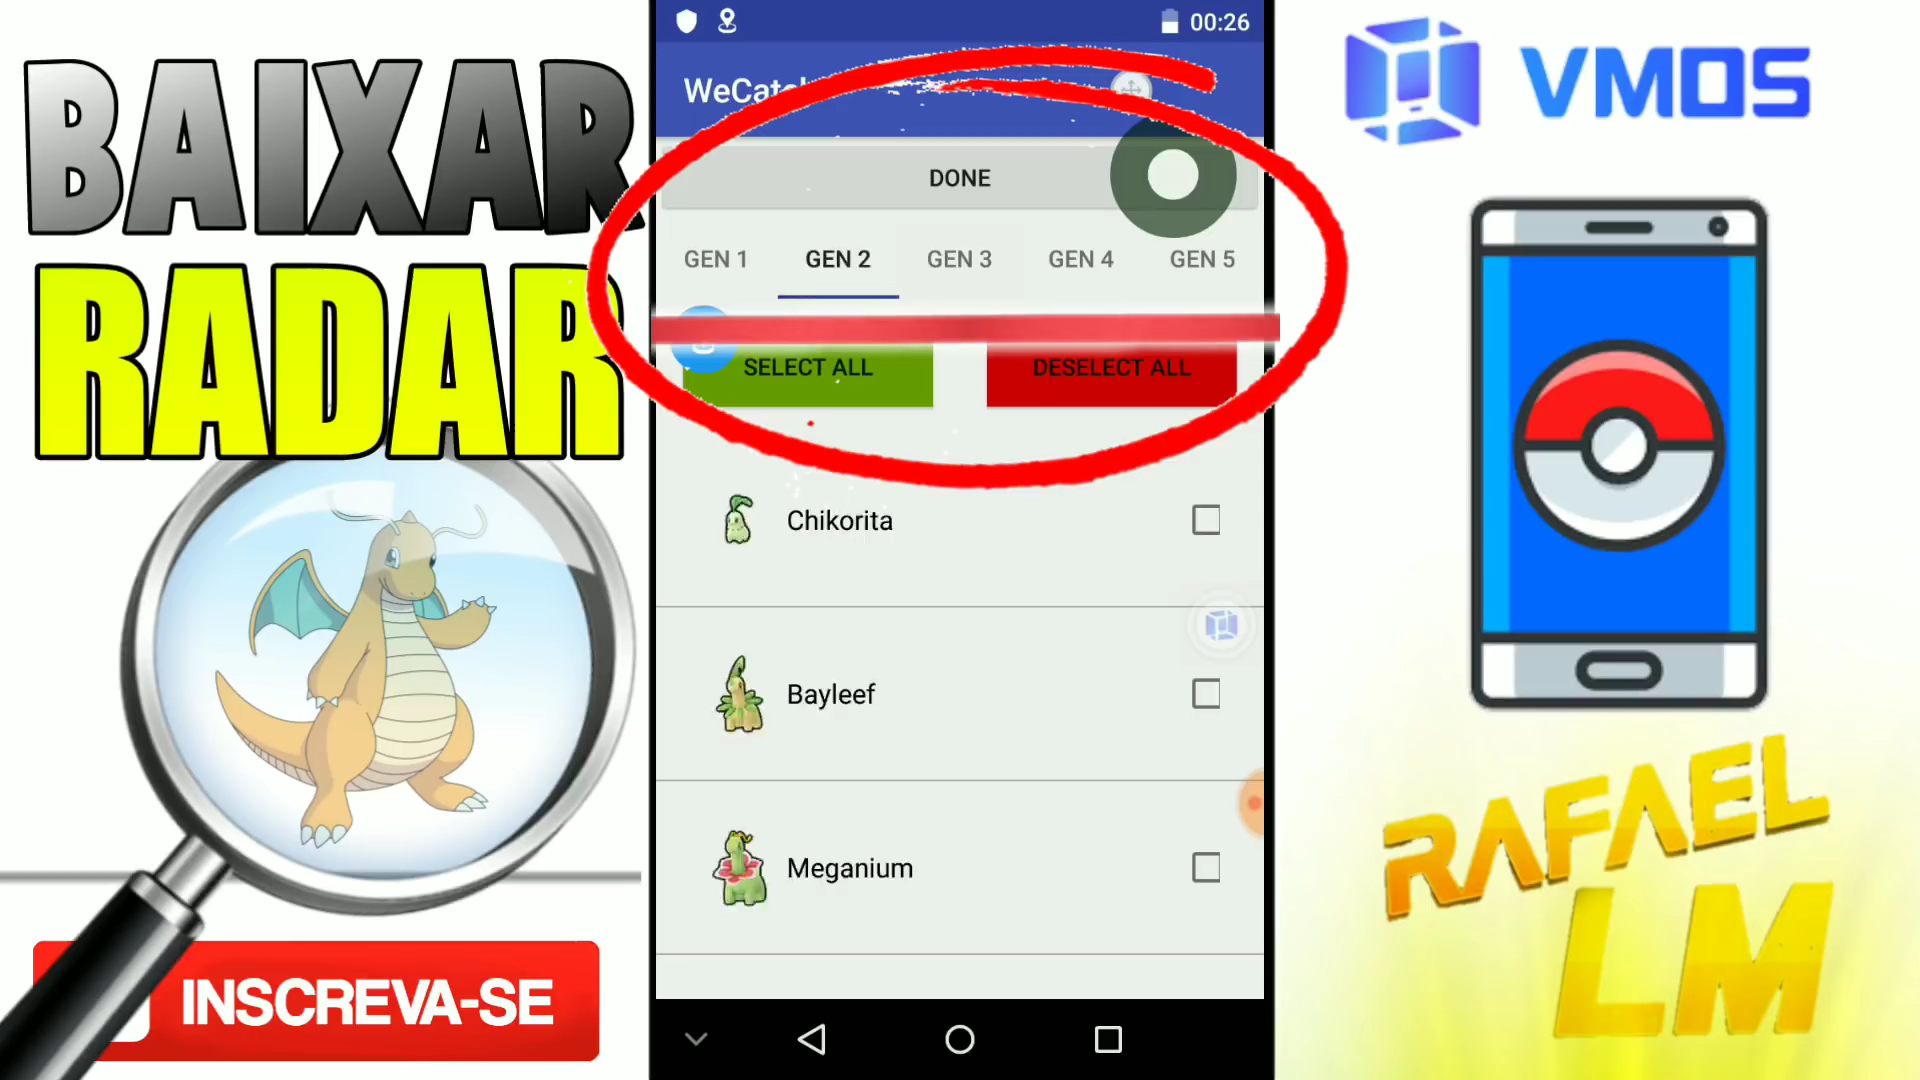 BAIXAR
RADAR
INSCREVA-SE
00:26
DONE
GEN 1 GEN 2 GEN 3 GEN 4 GEN 5
SELECT ALL DESELECT ALL
Chikorita
Bayleef
Meganium
VMOS
RAFAEL
LM